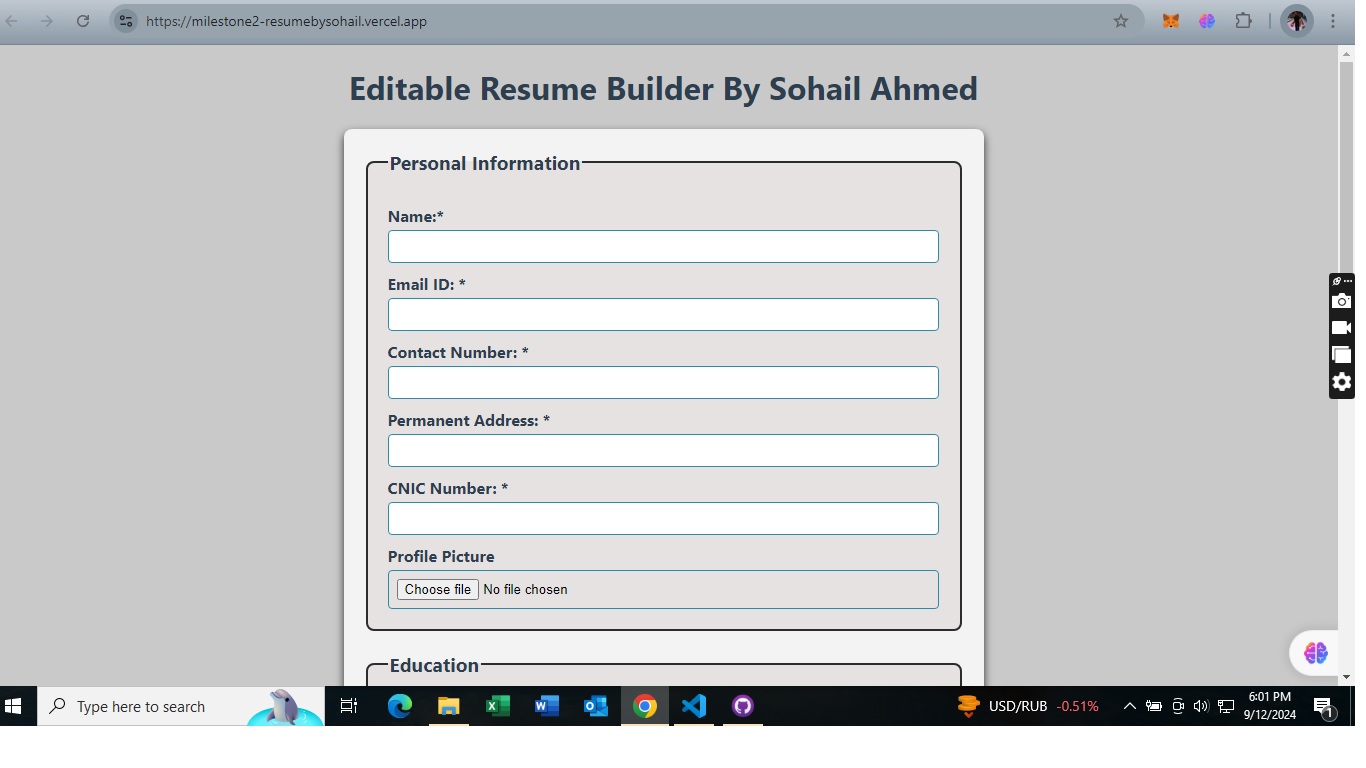 https://milestone2-resumebysohail.vercel.app
Editable Resume Builder By Sohail Ahmed
Personal Information
Name:*
Email ID: *
Contact Number: *
Permanent Address: *
CNIC Number: *
Profile Picture
Choose file No file chosen
Education
Type here to search
USD/RUB -0.51%
6:01 PM
9/12/2024
1